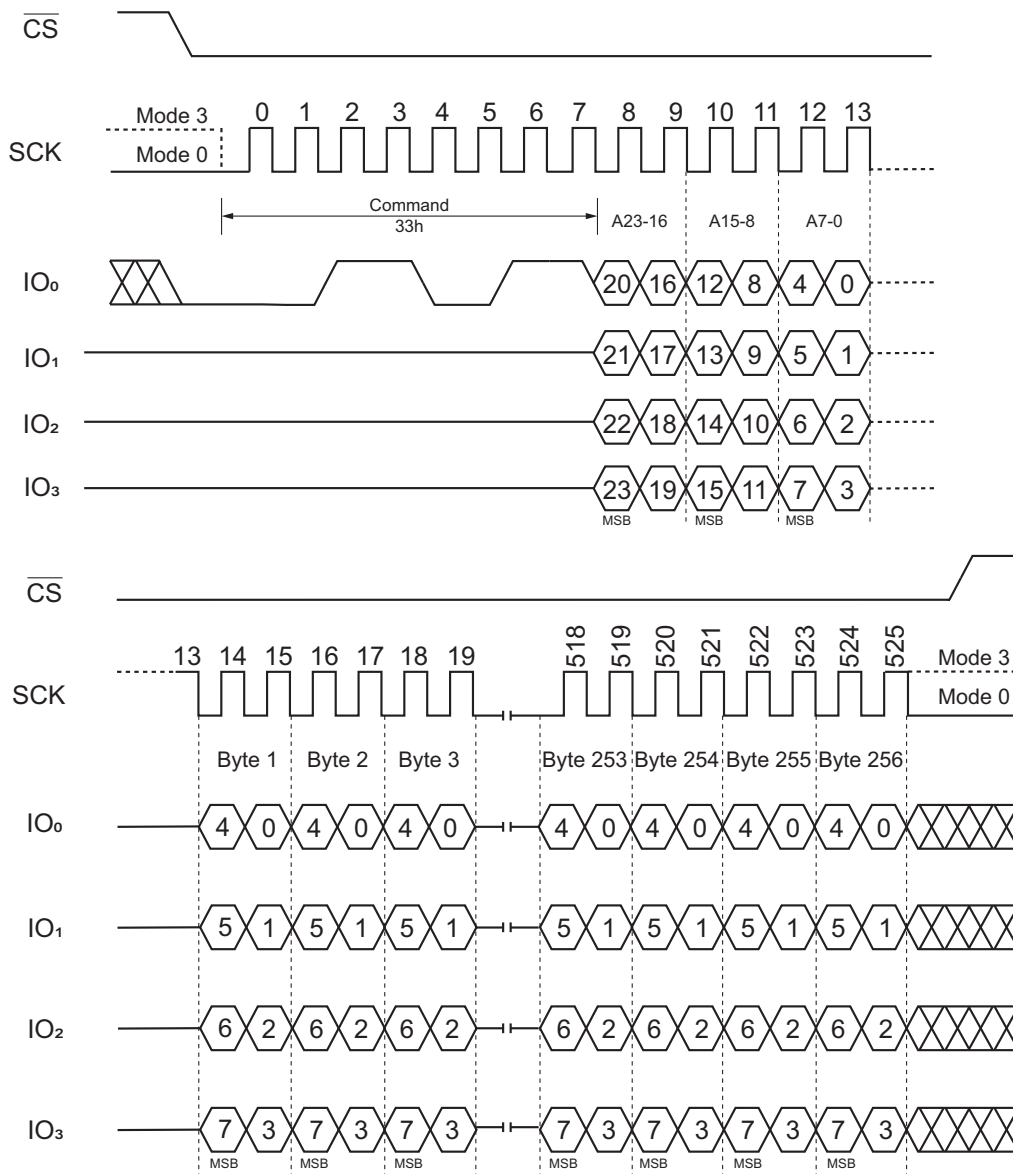 CS
Mode 3
0 1 2 3 4 5 6 7 8 9 10 11 12 13
SCK
Mode 0
Command
33h
A23-16 A15-8 A7-0
IO₀
20 16 12 8 4 0
IO₁
21 17 13 9 5 1
IO₂
22 18 14 10 6 2
IO₃
23 19 15 11 7 3
MSB MSB MSB
CS
13 14 15 16 17 18 19 518 519 520 521 522 523 524 525
Mode 3
SCK
Mode 0
Byte 1 Byte 2 Byte 3 Byte 253 Byte 254 Byte 255 Byte 256
IO₀
4 0 4 0 4 0 4 0 4 0 4 0 4 0
IO₁
5 1 5 1 5 1 5 1 5 1 5 1 5 1
IO₂
6 2 6 2 6 2 6 2 6 2 6 2 6 2
IO₃
7 3 7 3 7 3 7 3 7 3 7 3 7 3
MSB MSB MSB MSB MSB MSB MSB